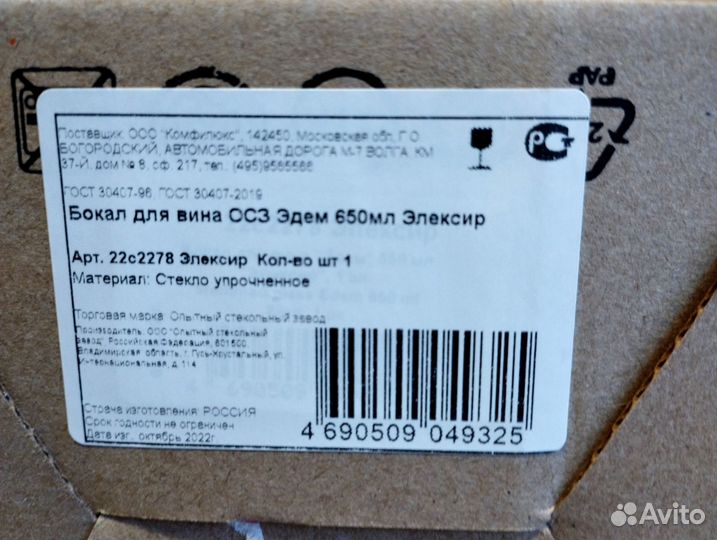 PAP
Поставщик: ООО "Комфилюкс", 142450, Московская обл, Г.О.
БОГОРОДСКИЙ, АВТОМОБИЛЬНАЯ ДОРОГА М-7 ВОЛГА, КМ
37-Й, дом № 8, оф. 217, тел.: (495)9565566
ГОСТ 30407-96, ГОСТ 30407-2019
Бокал для вина ОСЗ Эдем 650мл Элексир
Арт. 22с2278 Элексир Кол-во шт 1
Материал: Стекло упрочненное
Торговая марка: Опытный стекольный завод
Производитель: ООО "Опытный стекольный
завод", Российская Федерация, 601500,
Владимирская область, г. Гусь-Хрустальный, ул.
Интернациональная, д. 114
Страна изготовления: РОССИЯ
Срок годности не ограничен
Дата изг.: октябрь 2022г
4 690509 049325
Avito